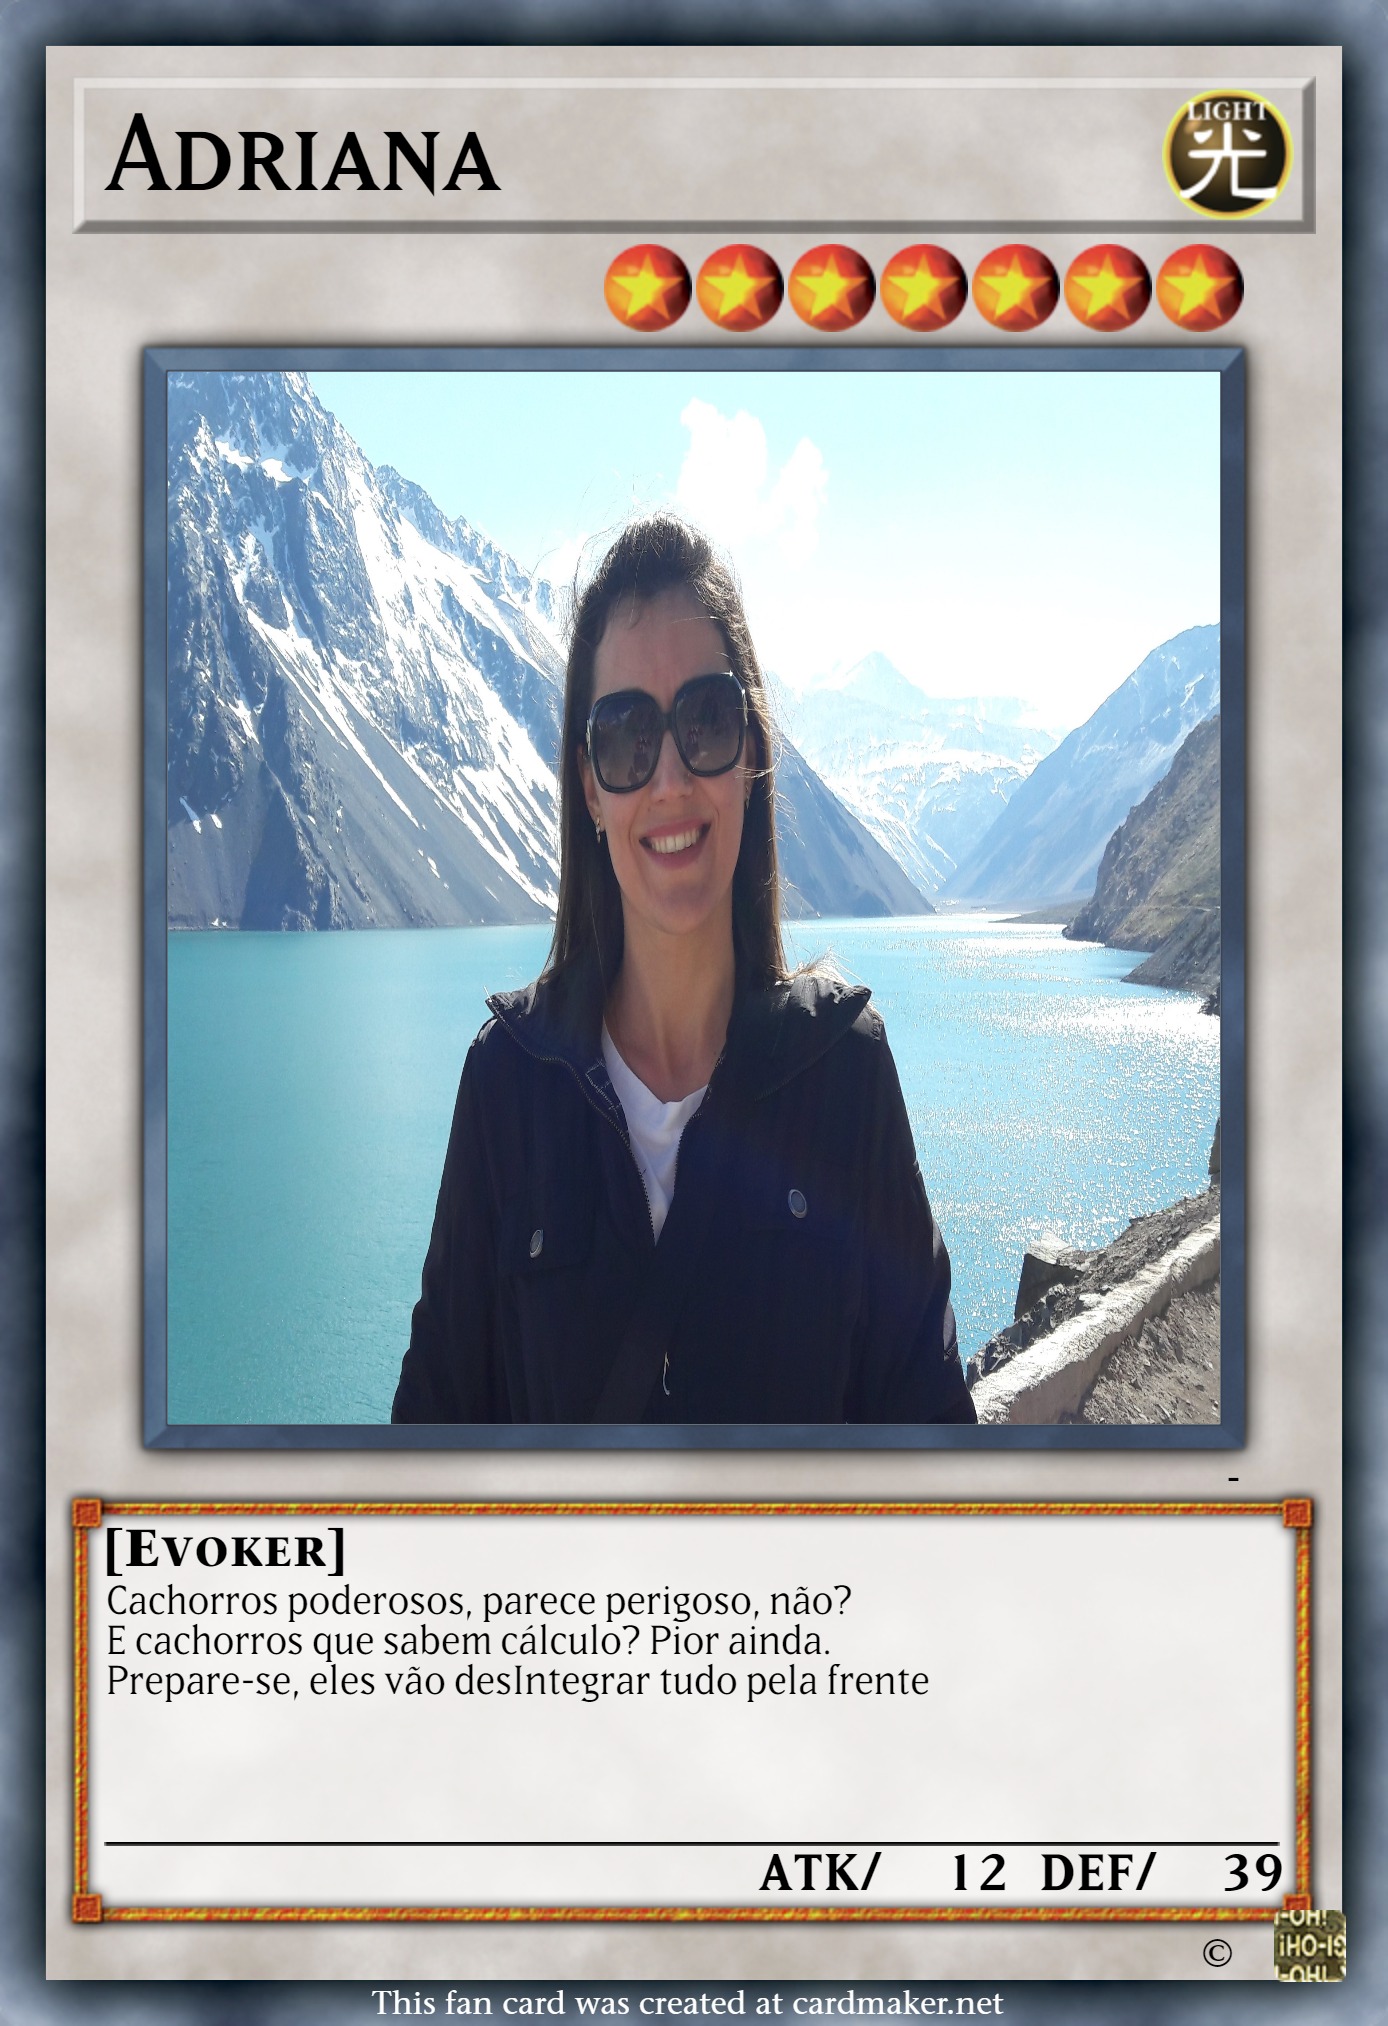 ADRIANA
LIGHT
光
-
[EVOKER]
Cachorros poderosos, parece perigoso, não?
E cachorros que sabem cálculo? Pior ainda.
Prepare-se, eles vão desIntegrar tudo pela frente
ATK/ 12 DEF/ 39
©
This fan card was created at cardmaker.net